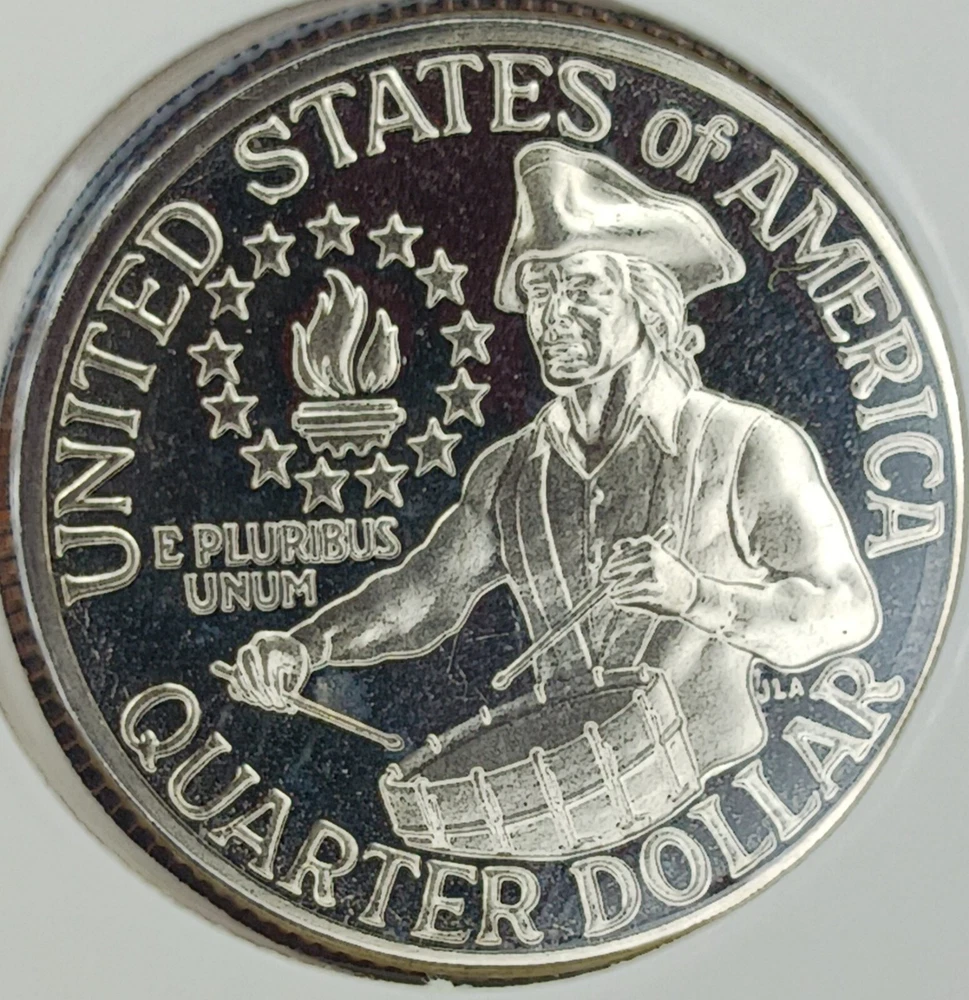 UNITED STATES of AMERICA
E PLURIBUS
UNUM
JLA
QUARTER DOLLAR